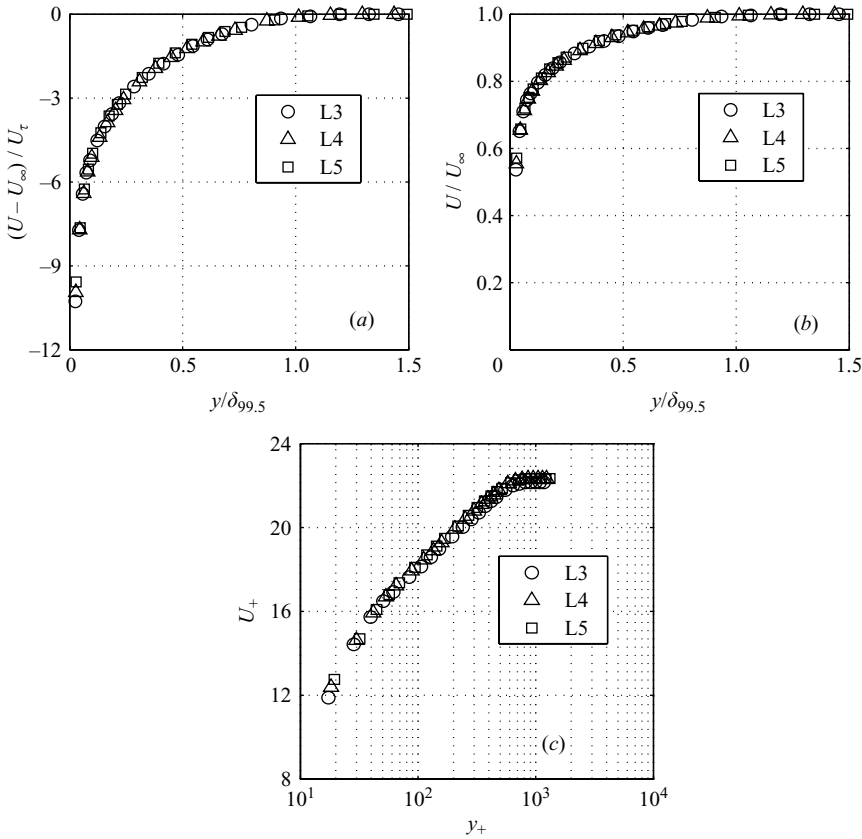 0
–3
–6
–9
–12
(U – U∞) / Uτ
L3
L4
L5
(a)
0 0.5 1.0 1.5
y/δ99.5
1.0
0.8
0.6
0.4
0.2
0
U / U∞
L3
L4
L5
(b)
0 0.5 1.0 1.5
y/δ99.5
24
20
16
12
8
U+
L3
L4
L5
(c)
10¹ 10² 10³ 10⁴
y+